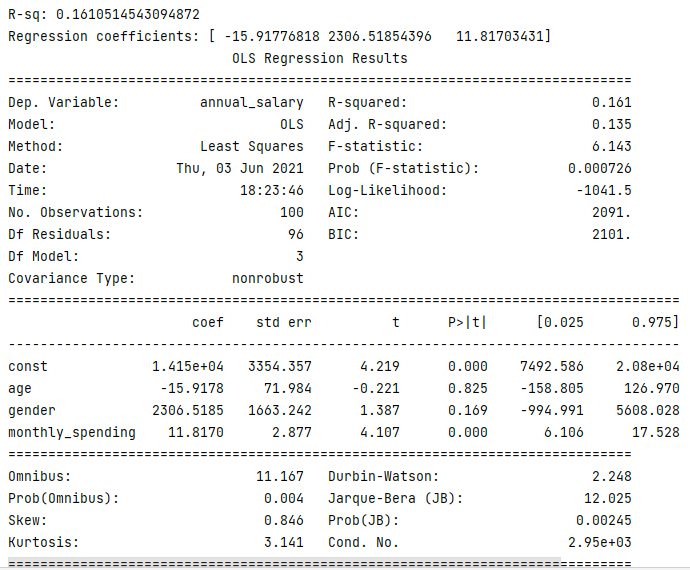 R-sq: 0.1610514543094872
Regression coefficients: [ -15.91776818 2306.51854396   11.81703431]
                            OLS Regression Results
==============================================================================
Dep. Variable:          annual_salary   R-squared:                       0.161
Model:                            OLS   Adj. R-squared:                  0.135
Method:                 Least Squares   F-statistic:                     6.143
Date:                Thu, 03 Jun 2021   Prob (F-statistic):           0.000726
Time:                        18:23:46   Log-Likelihood:                -1041.5
No. Observations:                 100   AIC:                             2091.
Df Residuals:                      96   BIC:                             2101.
Df Model:                           3
Covariance Type:            nonrobust
====================================================================================
                       coef    std err          t      P>|t|      [0.025      0.975]
------------------------------------------------------------------------------------
const             1.415e+04   3354.357      4.219      0.000    7492.586    2.08e+04
age                -15.9178     71.984     -0.221      0.825    -158.805     126.970
gender            2306.5185   1663.242      1.387      0.169    -994.991    5608.028
monthly_spending    11.8170      2.877      4.107      0.000       6.106      17.528
==============================================================================
Omnibus:                       11.167   Durbin-Watson:                   2.248
Prob(Omnibus):                  0.004   Jarque-Bera (JB):               12.025
Skew:                           0.846   Prob(JB):                      0.00245
Kurtosis:                       3.141   Cond. No.                     2.95e+03
==============================================================================